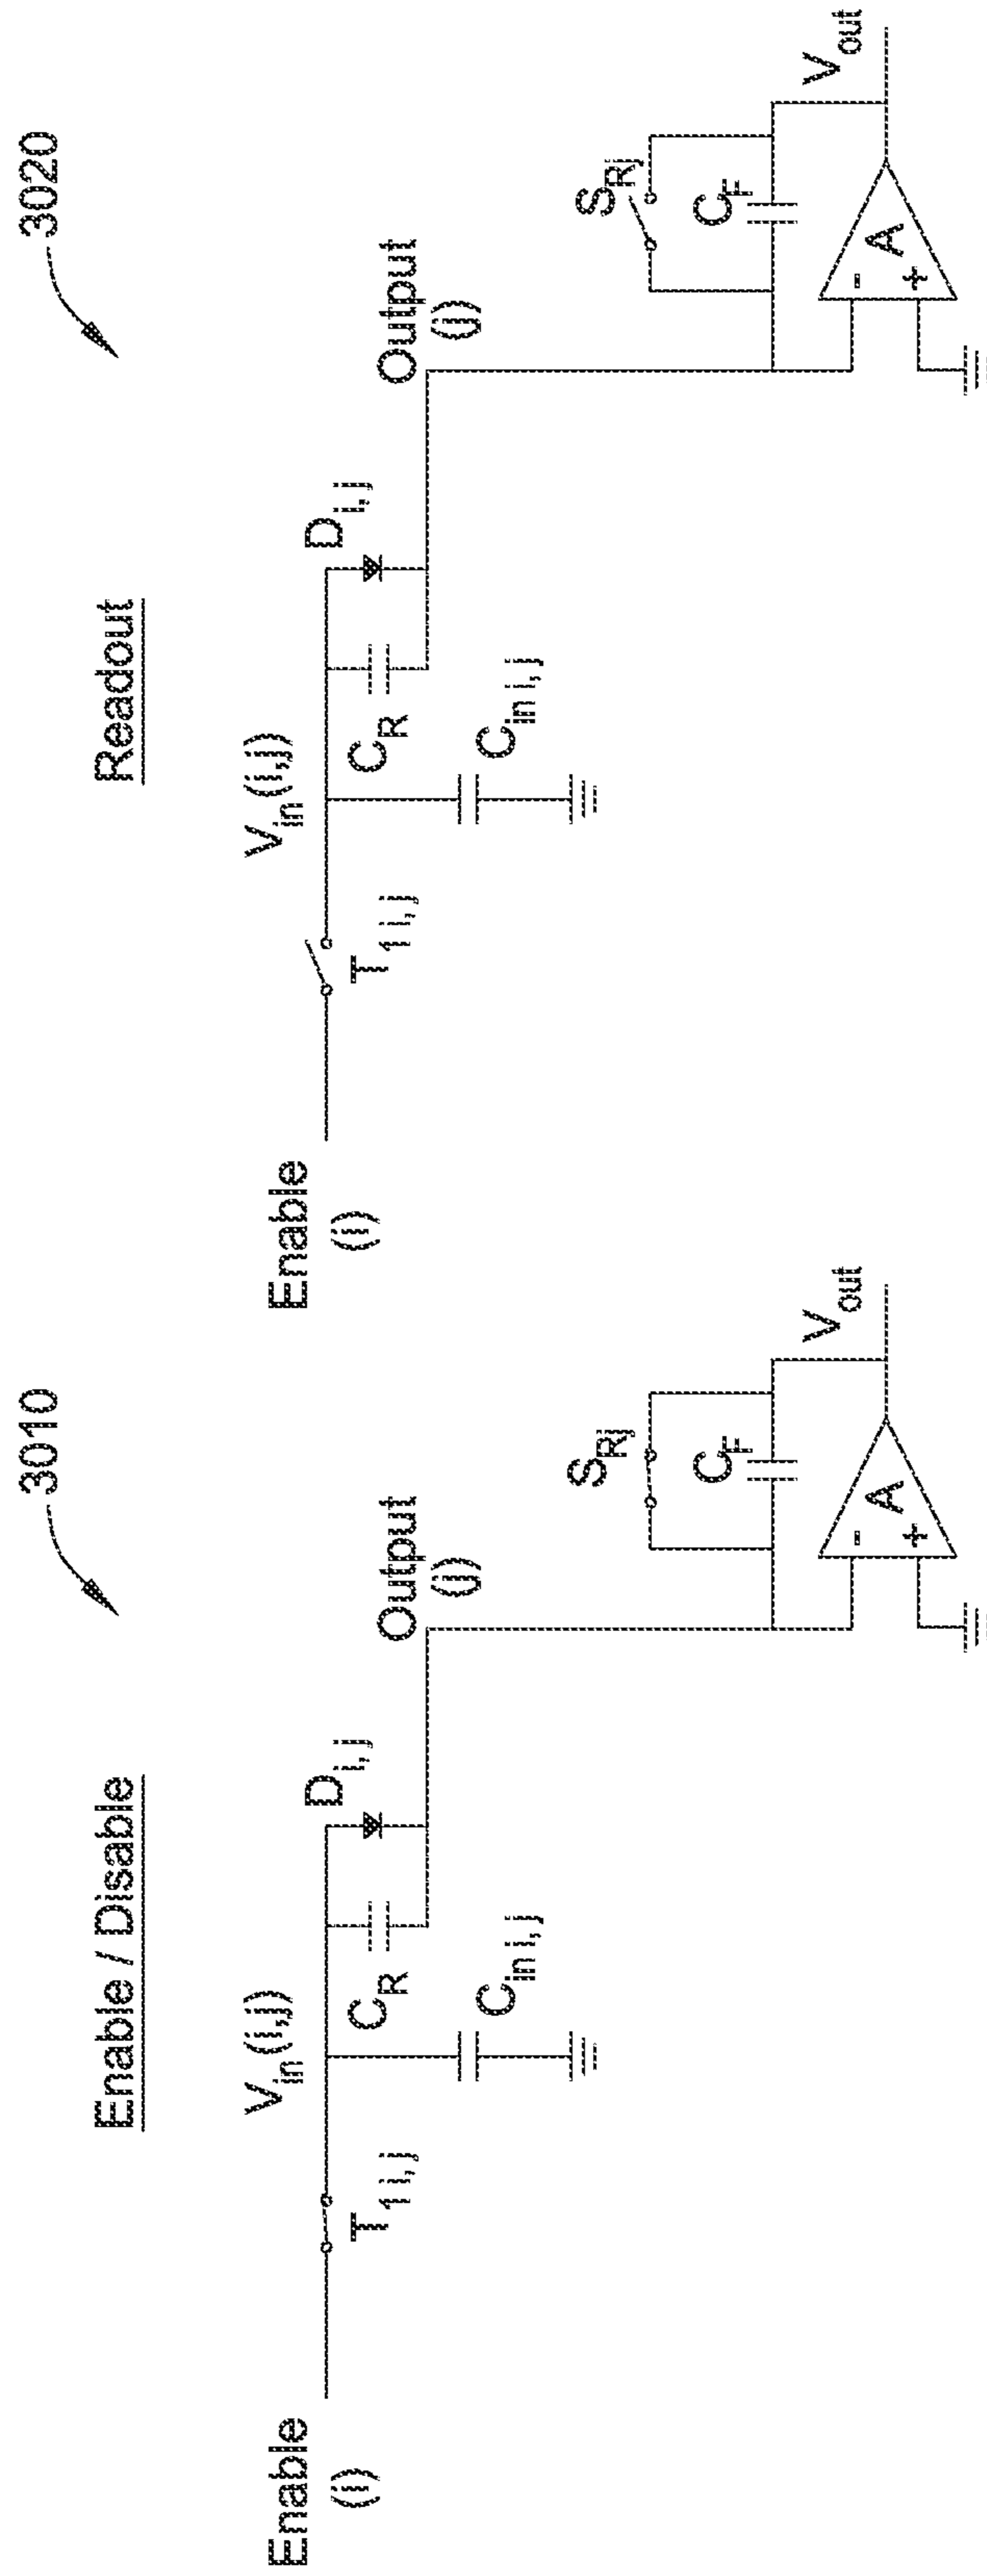 Enable / Disable
3010
Enable
(i)
T1 i,j
Vin(i,j)
CR
Cin i,j
Di,j
Output
(j)
SRj
CF
-
A
+
Vout
Readout
3020
Enable
(i)
T1 i,j
Vin(i,j)
CR
Cin i,j
Di,j
Output
(j)
SRj
CF
-
A
+
Vout